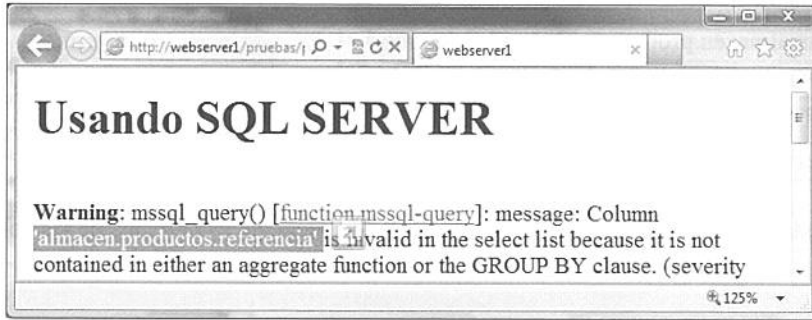 http://webserver1/pruebas/
webserver1
Usando SQL SERVER
Warning: mssql_query() [function.mssql-query]: message: Column
'almacen.productos.referencia' is invalid in the select list because it is not
contained in either an aggregate function or the GROUP BY clause. (severity
125%